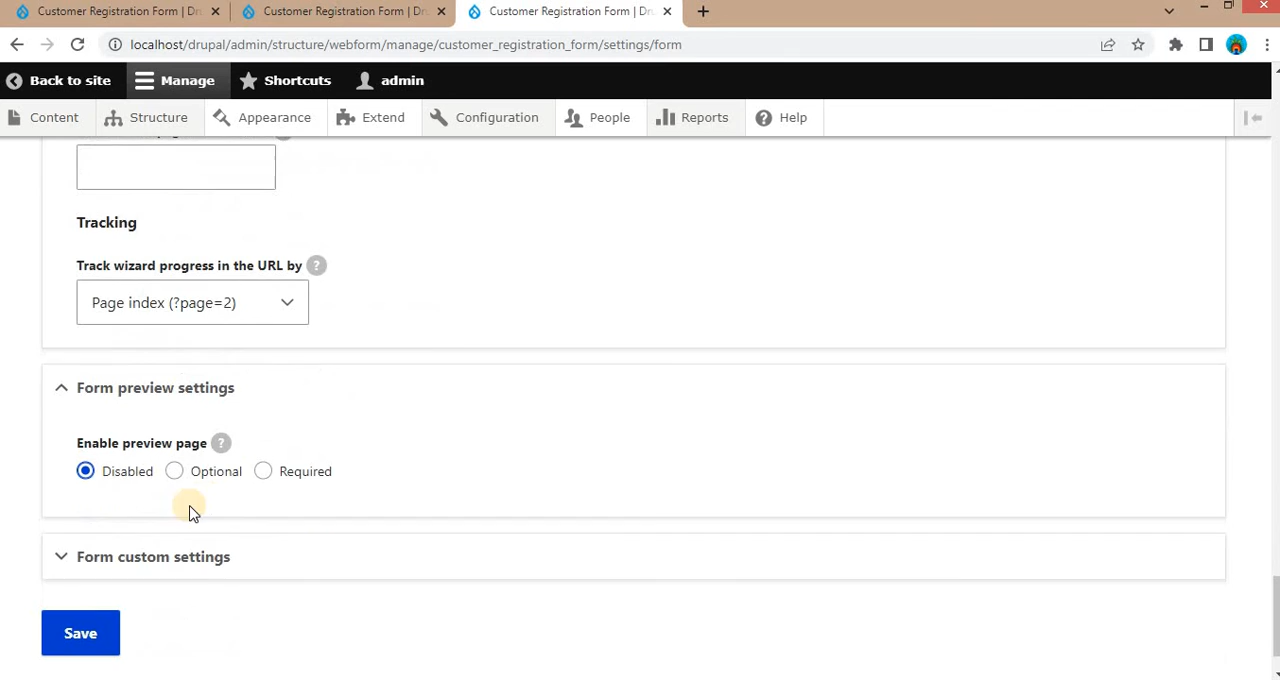 Customer Registration Form | Dr
Customer Registration Form | Dr
Customer Registration Form | D
localhost/drupal/admin/structure/webform/manage/customer_registration_form/settings/form
Back to site
Manage
Shortcuts
admin
Content
Structure
Appearance
Extend
Configuration
People
Reports
Help
Tracking
Track wizard progress in the URL by ?
Page index (?page=2)
Form preview settings
Enable preview page ?
Disabled
Optional
Required
Form custom settings
Save